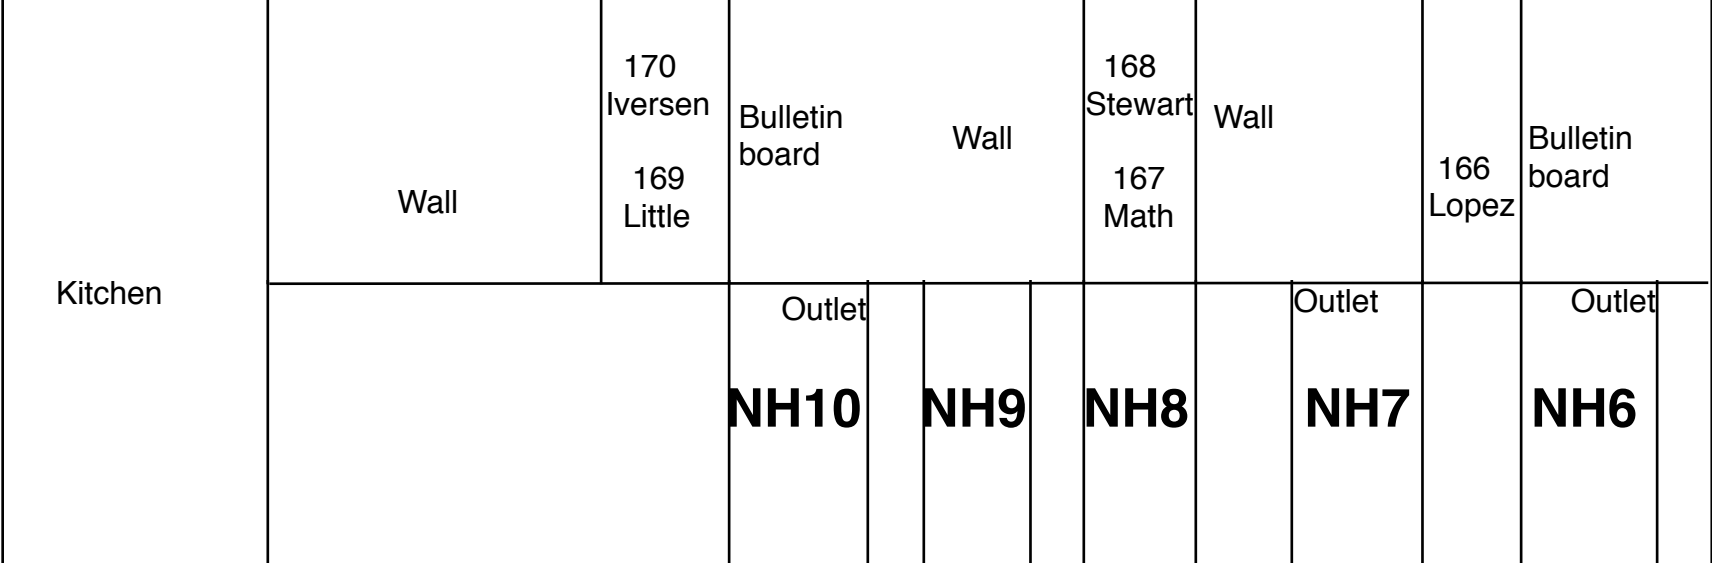 Kitchen
Wall
170
Iversen
169
Little
Bulletin
board
Wall
168
Stewart
167
Math
Wall
166
Lopez
Bulletin
board
Outlet
Outlet
Outlet
NH10
NH9
NH8
NH7
NH6